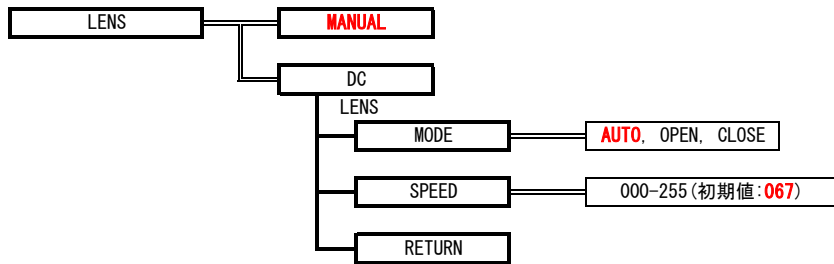 LENS
MANUAL
DC
LENS
MODE
AUTO, OPEN, CLOSE
SPEED
000-255(初期値:067)
RETURN